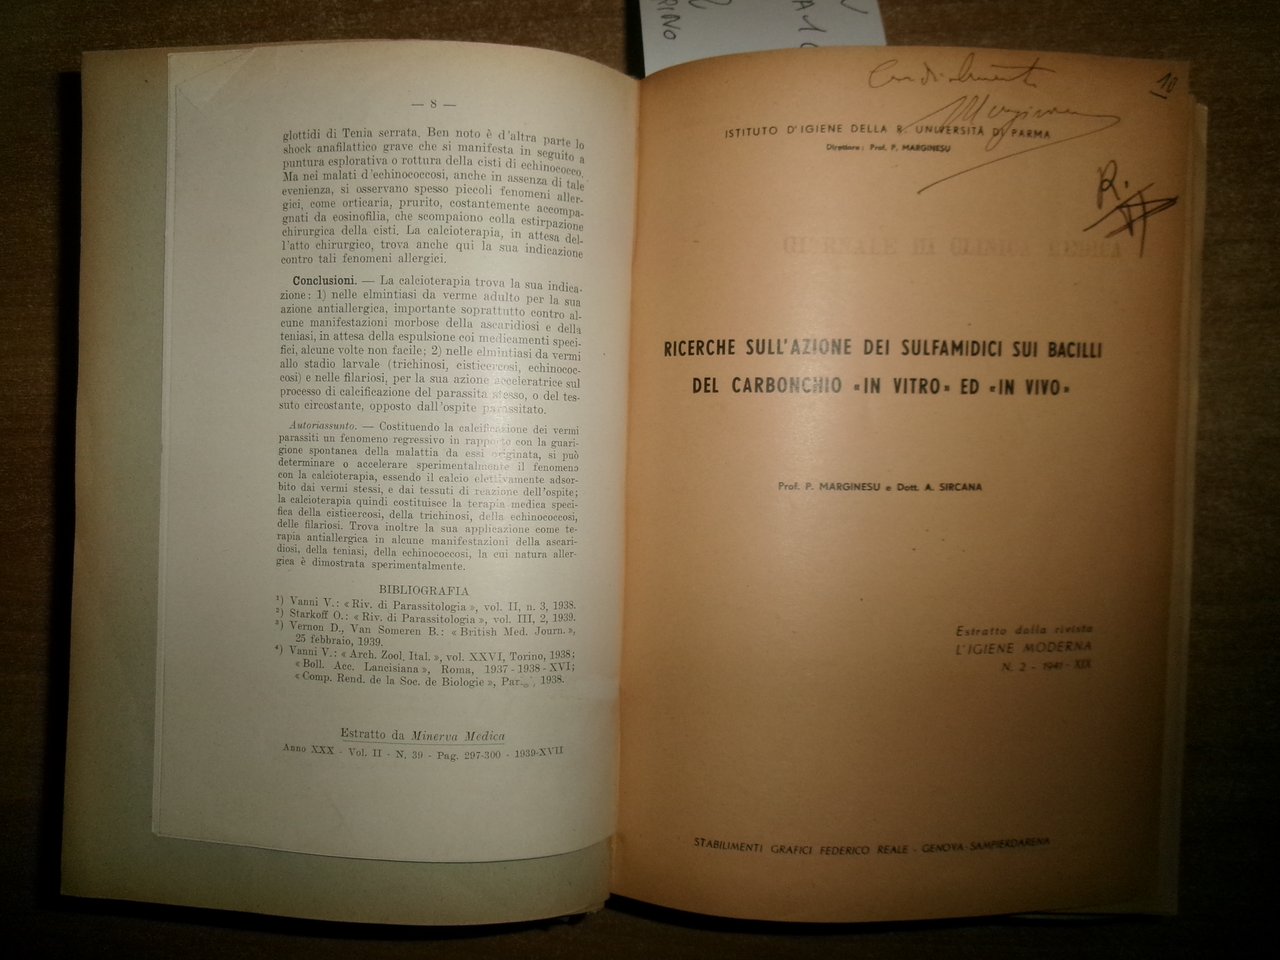 — 8 —
glottidi di Tenia serrata. Ben noto è d'altra parte lo
shock anafilattico grave che si manifesta in seguito a
puntura esplorativa o rottura della cisti di echinococco.
Ma nei malati d'echinococcosi, anche in assenza di tale
evenienza, si osservano spesso piccoli fenomeni aller-
gici, come orticaria, prurito, costantemente accompa-
gnati da eosinofilia, che scompaiono colla estirpazione
chirurgica della cisti. La calcioterapia, in attesa del-
l'atto chirurgico, trova anche qui la sua indicazione
contro tali fenomeni allergici.
Conclusioni. — La calcioterapia trova la sua indica-
zione: 1) nelle elmintiasi da verme adulto per la sua
azione antiallergica, importante soprattutto contro al-
cune manifestazioni morbose della ascaridiosi e della
teniasi, in attesa della espulsione coi medicamenti speci-
fici, alcune volte non facile; 2) nelle elmintiasi da vermi
allo stadio larvale (trichinosi, cisticercosi, echinococ-
cosi) e nelle filariosi, per la sua azione acceleratrice sul
processo di calcificazione del parassita stesso, o del tes-
suto circostante, opposto dall'ospite parassitato.
Autoriassunto. — Costituendo la calcificazione dei vermi
parassiti un fenomeno regressivo in rapporto con la guari-
gione spontanea della malattia da essi originata, si può
determinare o accelerare sperimentalmente il fenomeno
con la calcioterapia, essendo il calcio elettivamente adsor-
bito dai vermi stessi, e dai tessuti di reazione dell'ospite;
la calcioterapia quindi costituisce la terapia medica speci-
fica della cisticercosi, della trichinosi, della echinococcosi,
delle filariosi. Trova inoltre la sua applicazione come te-
rapia antiallergica in alcune manifestazioni della ascari-
diosi, della teniasi, della echinococcosi, la cui natura aller-
gica è dimostrata sperimentalmente.
BIBLIOGRAFIA
¹) Vanni V.: « Riv. di Parassitologia », vol. II, n. 3, 1938.
²) Starkoff O.: « Riv. di Parassitologia », vol. III, 2, 1939.
³) Vernon D., Van Someren B.: « British Med. Journ. »,
25 febbraio, 1939.
⁴) Vanni V.: « Arch. Zool. Ital. », vol. XXVI, Torino, 1938;
« Boll. Acc. Lancisiana », Roma, 1937-1938-XVI;
« Comp. Rend. de la Soc. de Biologie », 1938.
Estratto da Minerva Medica
Anno XXX - Vol. II - N. 39 - Pag. 297-300 - 1939-XVII
Cordialmente
10
ISTITUTO D'IGIENE DELLA R. UNIVERSITÀ DI PARMA
Direttore: Prof. P. MARGINESU
R.
RICERCHE SULL'AZIONE DEI SULFAMIDICI SUI BACILLI
DEL CARBONCHIO «IN VITRO» ED «IN VIVO»
Prof. P. MARGINESU e Dott. A. SIRCANA
Estratto dalla rivista
L'IGIENE MODERNA
N. 2 - 1941 - XIX
STABILIMENTI GRAFICI FEDERICO REALE - GENOVA-SAMPIERDARENA